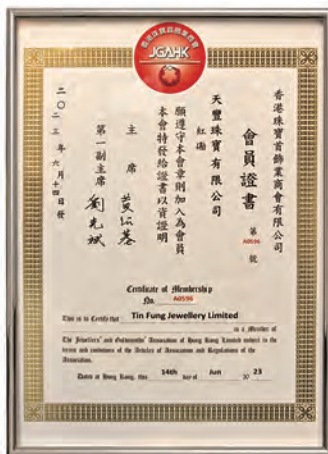 香港珠寶首飾業商會
JGAHK
香港珠寶首飾業商會有限公司
會員證書
第 A0596 號
天豐珠寶有限公司
紅磡
願遵守本會章則加入為會員
本會特發給證書以資證明
主席
第一副主席 劉克斌
二〇二三年六月十四日發
Certificate of Membership
No. A0596
This is to Certify that Tin Fung Jewellery Limited
is a Member of
The Jewellers' and Goldsmiths' Association of Hong Kong Limited subject to the
terms and conditions of the Articles of Association and Regulations of the
Association.
Dated at Hong Kong, this 14th day of Jun 20 23